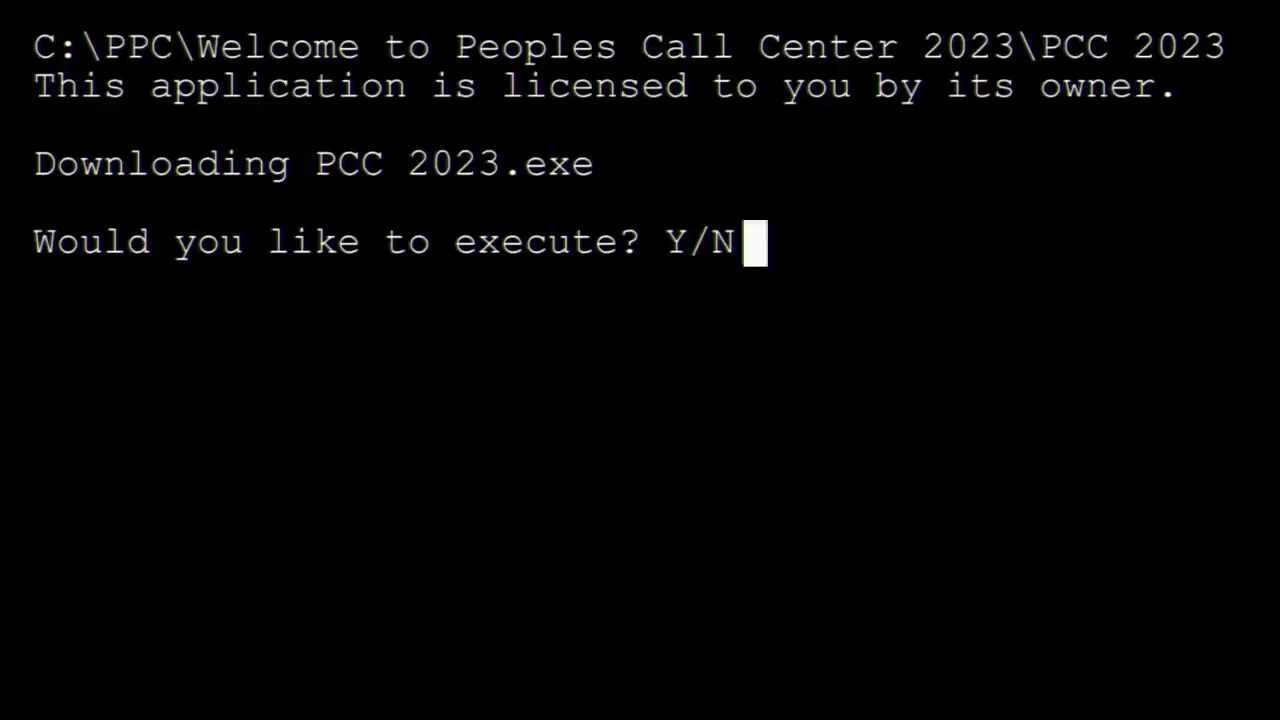 C:\PPC\Welcome to Peoples Call Center 2023\PCC 2023
This application is licensed to you by its owner.
Downloading PCC 2023.exe
Would you like to execute? Y/N